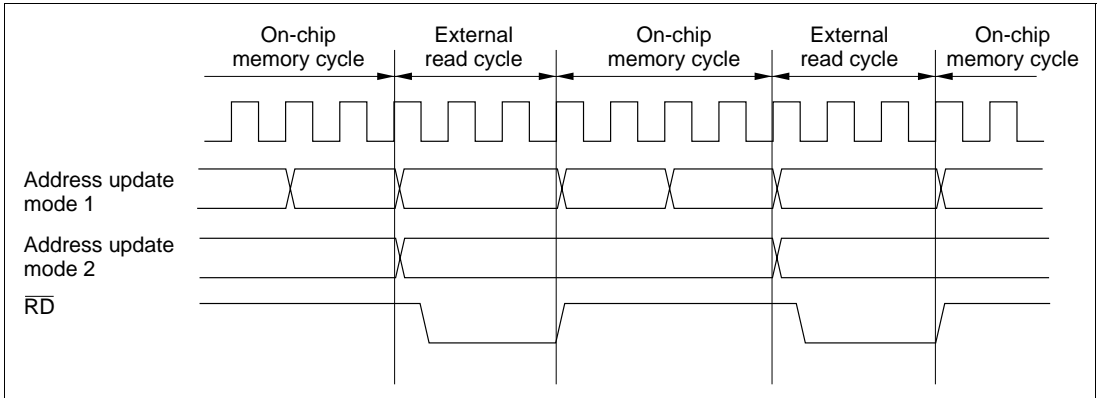 On-chip
memory cycle
External
read cycle
On-chip
memory cycle
External
read cycle
On-chip
memory cycle
Address update
mode 1
Address update
mode 2
R̅D̅